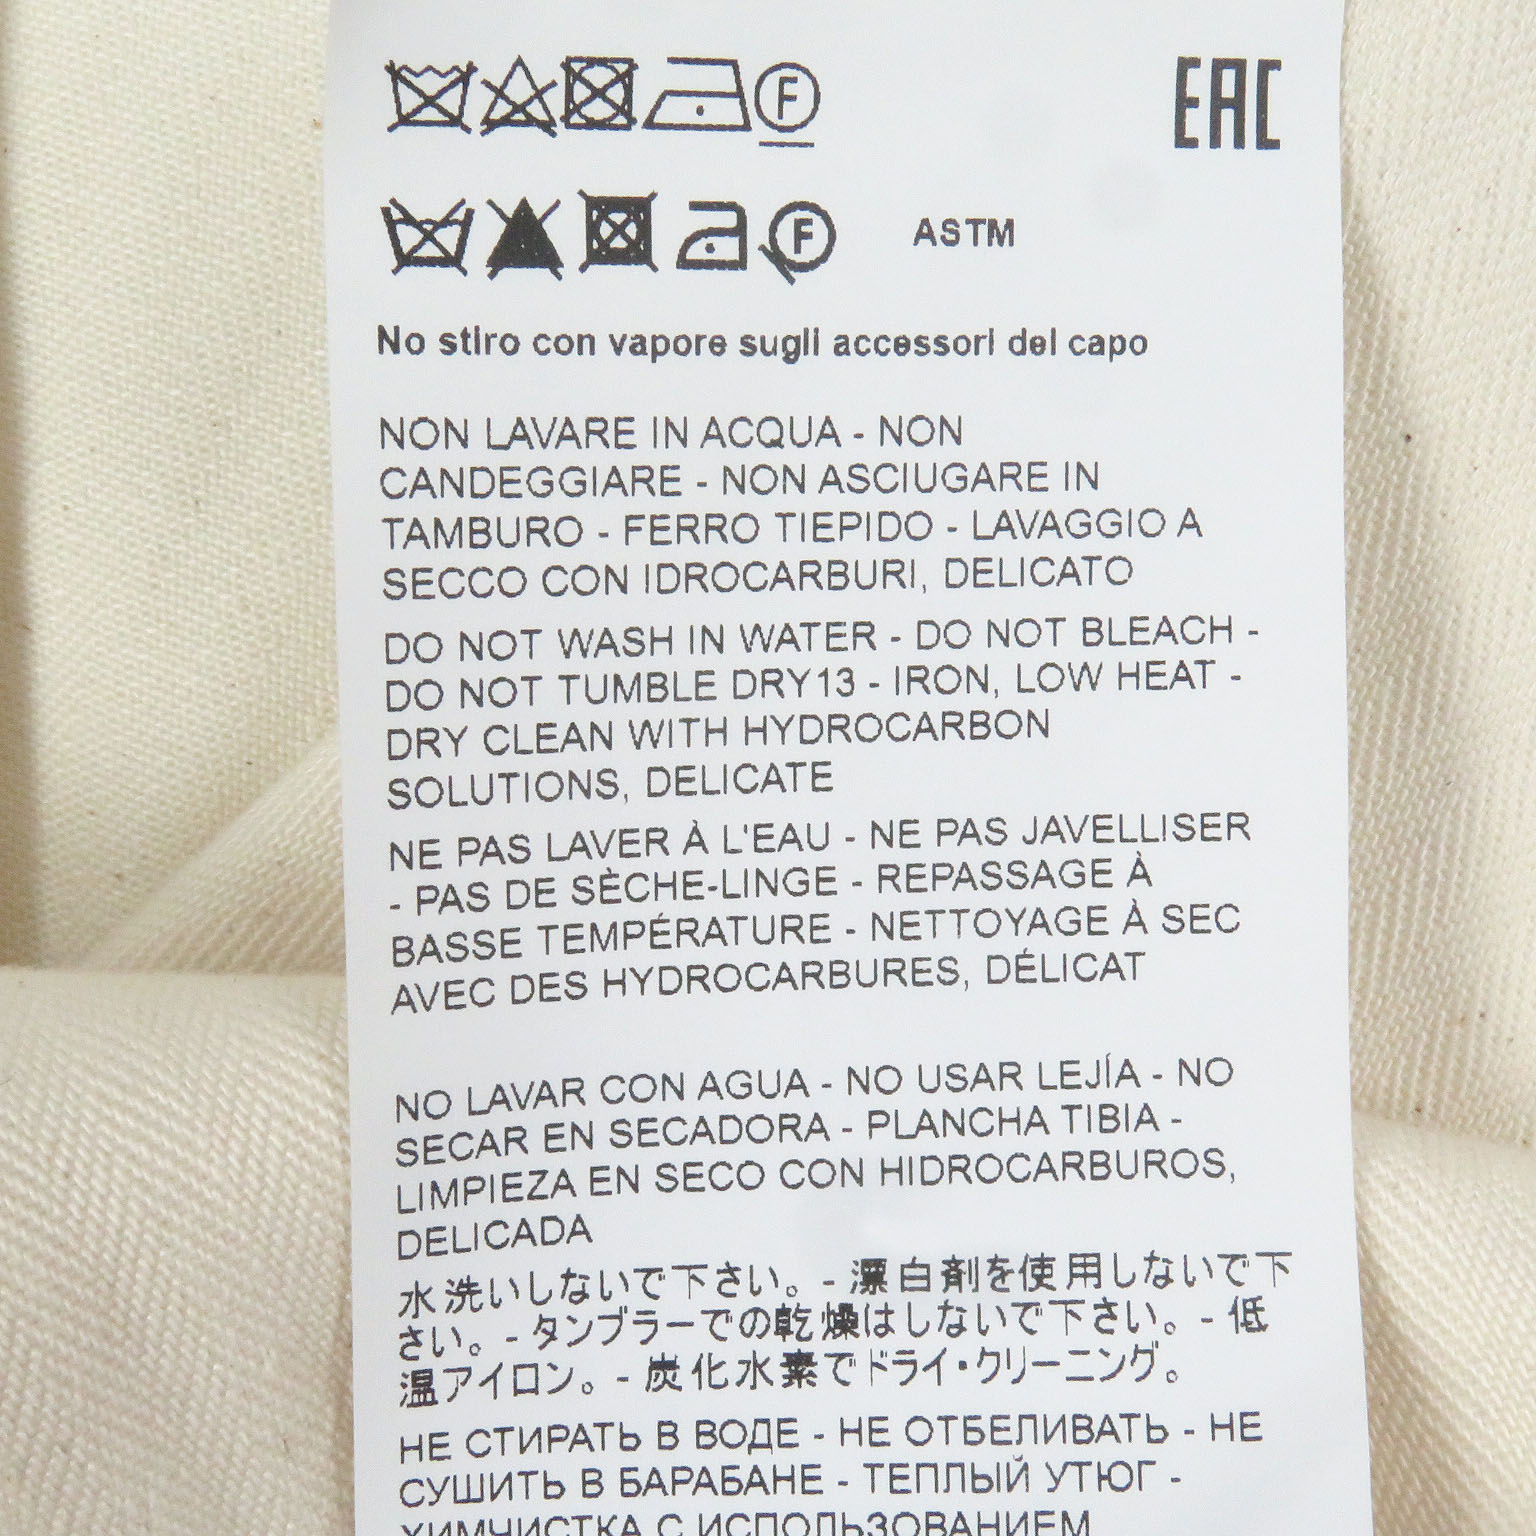 F
EAC
F ASTM
No stiro con vapore sugli accessori del capo
NON LAVARE IN ACQUA - NON
CANDEGGIARE - NON ASCIUGARE IN
TAMBURO - FERRO TIEPIDO - LAVAGGIO A
SECCO CON IDROCARBURI, DELICATO
DO NOT WASH IN WATER - DO NOT BLEACH -
DO NOT TUMBLE DRY13 - IRON, LOW HEAT -
DRY CLEAN WITH HYDROCARBON
SOLUTIONS, DELICATE
NE PAS LAVER À L'EAU - NE PAS JAVELLISER
- PAS DE SÈCHE-LINGE - REPASSAGE À
BASSE TEMPÉRATURE - NETTOYAGE À SEC
AVEC DES HYDROCARBURES, DÉLICAT
NO LAVAR CON AGUA - NO USAR LEJÍA - NO
SECAR EN SECADORA - PLANCHA TIBIA -
LIMPIEZA EN SECO CON HIDROCARBUROS,
DELICADA
水洗いしないで下さい。- 漂白剤を使用しないで下
さい。- タンブラーでの乾燥はしないで下さい。- 低
温アイロン。- 炭化水素でドライ・クリーニング。
НЕ СТИРАТЬ В ВОДЕ - НЕ ОТБЕЛИВАТЬ - НЕ
СУШИТЬ В БАРАБАНЕ - ТЕПЛЫЙ УТЮГ -
ХИМЧИСТКА С ИСПОЛЬЗОВАНИЕМ